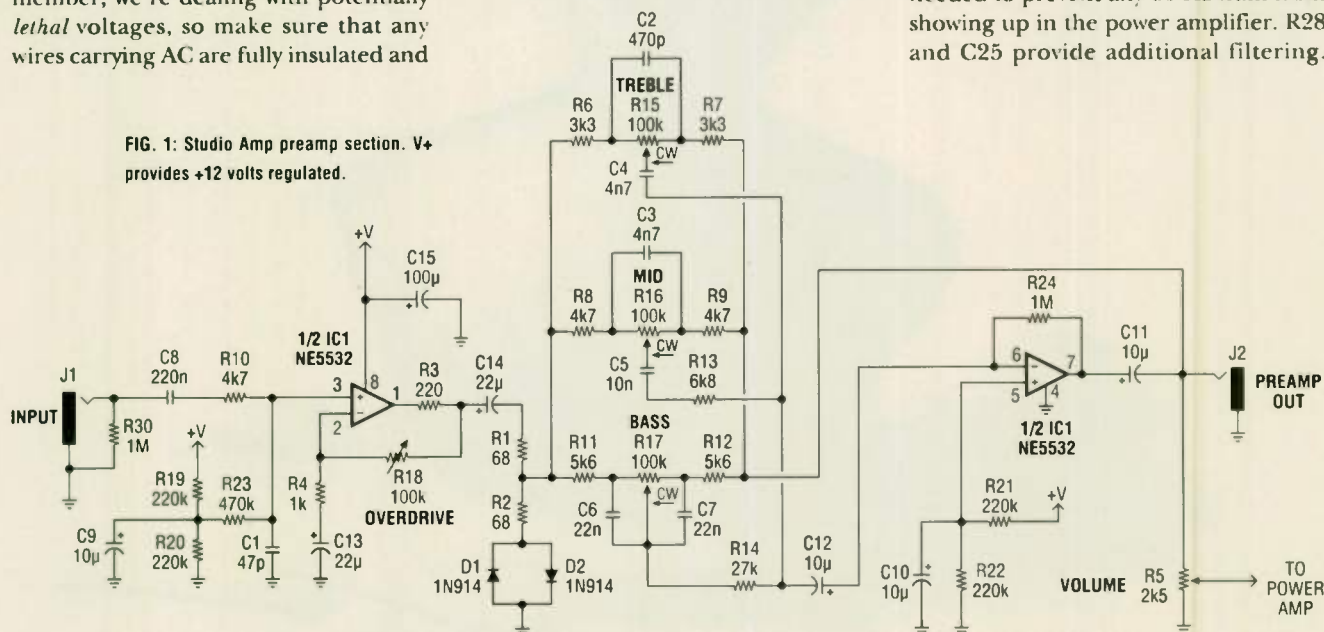 member, we're dealing with potentially
lethal voltages, so make sure that any
wires carrying AC are fully insulated and
showing up in the power amplifier. R28
and C25 provide additional filtering.
FIG. 1: Studio Amp preamp section. V+
provides +12 volts regulated.
C2
470p
TREBLE
R6
3k3
R15
100k
R7
3k3
CW
C4
4n7
C3
4n7
MID
R8
4k7
R16
100k
R9
4k7
CW
C5
10n
R13
6k8
BASS
R11
5k6
R17
100k
R12
5k6
CW
C6
22n
C7
22n
R14
27k
C12
10µ
J1
INPUT
R30
1M
C8
220n
R10
4k7
+V
R19
220k
R23
470k
C9
10µ
R20
220k
C1
47p
+V
C15
100µ
1/2 IC1
NE5532
3
8
1
2
R3
220
C14
22µ
R4
1k
R18
100k
OVERDRIVE
C13
22µ
R1
68
R2
68
D1
1N914
D2
1N914
R24
1M
6
7
5
4
1/2 IC1
NE5532
C11
10µ
J2
PREAMP
OUT
R21
220k
+V
C10
10µ
R22
220k
VOLUME
R5
2k5
TO
POWER
AMP